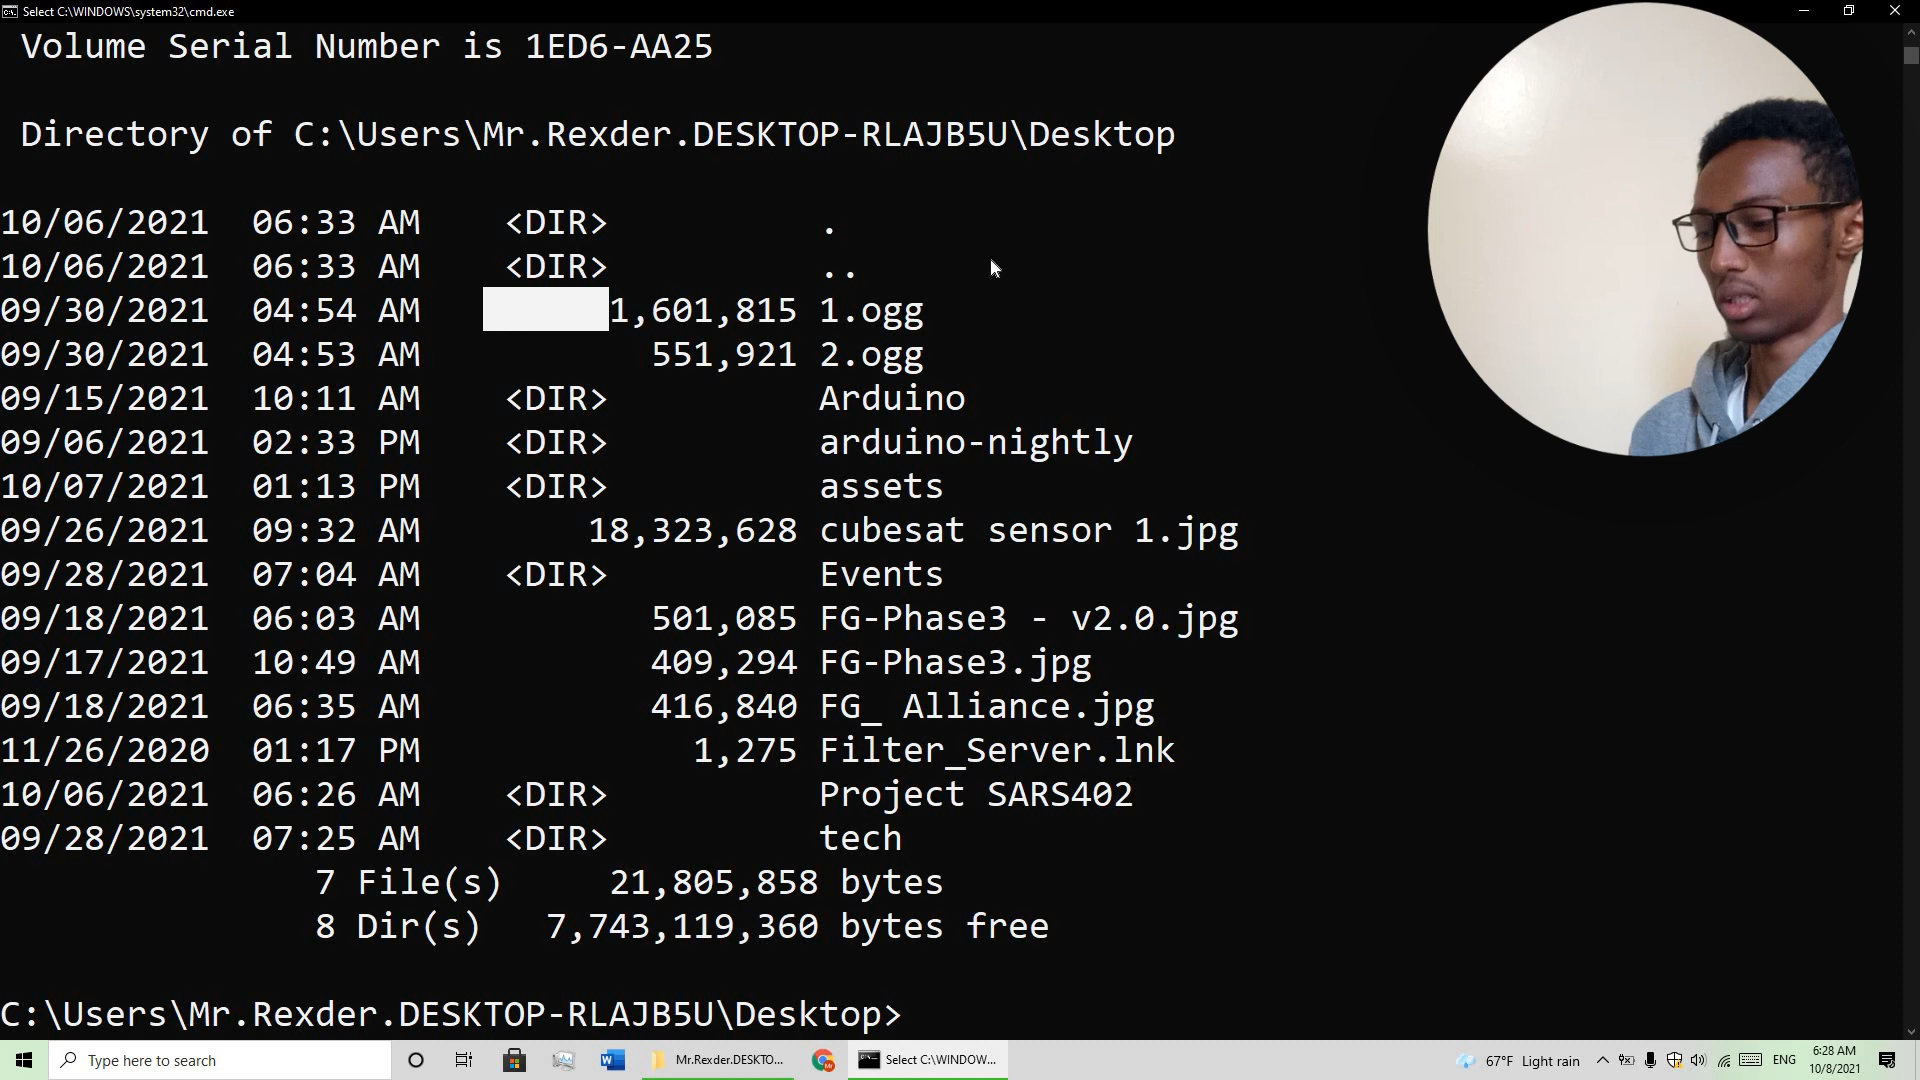 Select C:\WINDOWS\system32\cmd.exe
Volume Serial Number is 1ED6-AA25
Directory of C:\Users\Mr.Rexder.DESKTOP-RLAJB5U\Desktop
10/06/2021 06:33 AM <DIR> .
10/06/2021 06:33 AM <DIR> ..
09/30/2021 04:54 AM 1,601,815 1.ogg
09/30/2021 04:53 AM 551,921 2.ogg
09/15/2021 10:11 AM <DIR> Arduino
09/06/2021 02:33 PM <DIR> arduino-nightly
10/07/2021 01:13 PM <DIR> assets
09/26/2021 09:32 AM 18,323,628 cubesat sensor 1.jpg
09/28/2021 07:04 AM <DIR> Events
09/18/2021 06:03 AM 501,085 FG-Phase3 - v2.0.jpg
09/17/2021 10:49 AM 409,294 FG-Phase3.jpg
09/18/2021 06:35 AM 416,840 FG_ Alliance.jpg
11/26/2020 01:17 PM 1,275 Filter_Server.lnk
10/06/2021 06:26 AM <DIR> Project SARS402
09/28/2021 07:25 AM <DIR> tech
7 File(s) 21,805,858 bytes
8 Dir(s) 7,743,119,360 bytes free
C:\Users\Mr.Rexder.DESKTOP-RLAJB5U\Desktop>
Type here to search
Mr.Rexder.DESKTO...
Select C:\WINDOW...
67°F Light rain
ENG
6:28 AM
10/8/2021